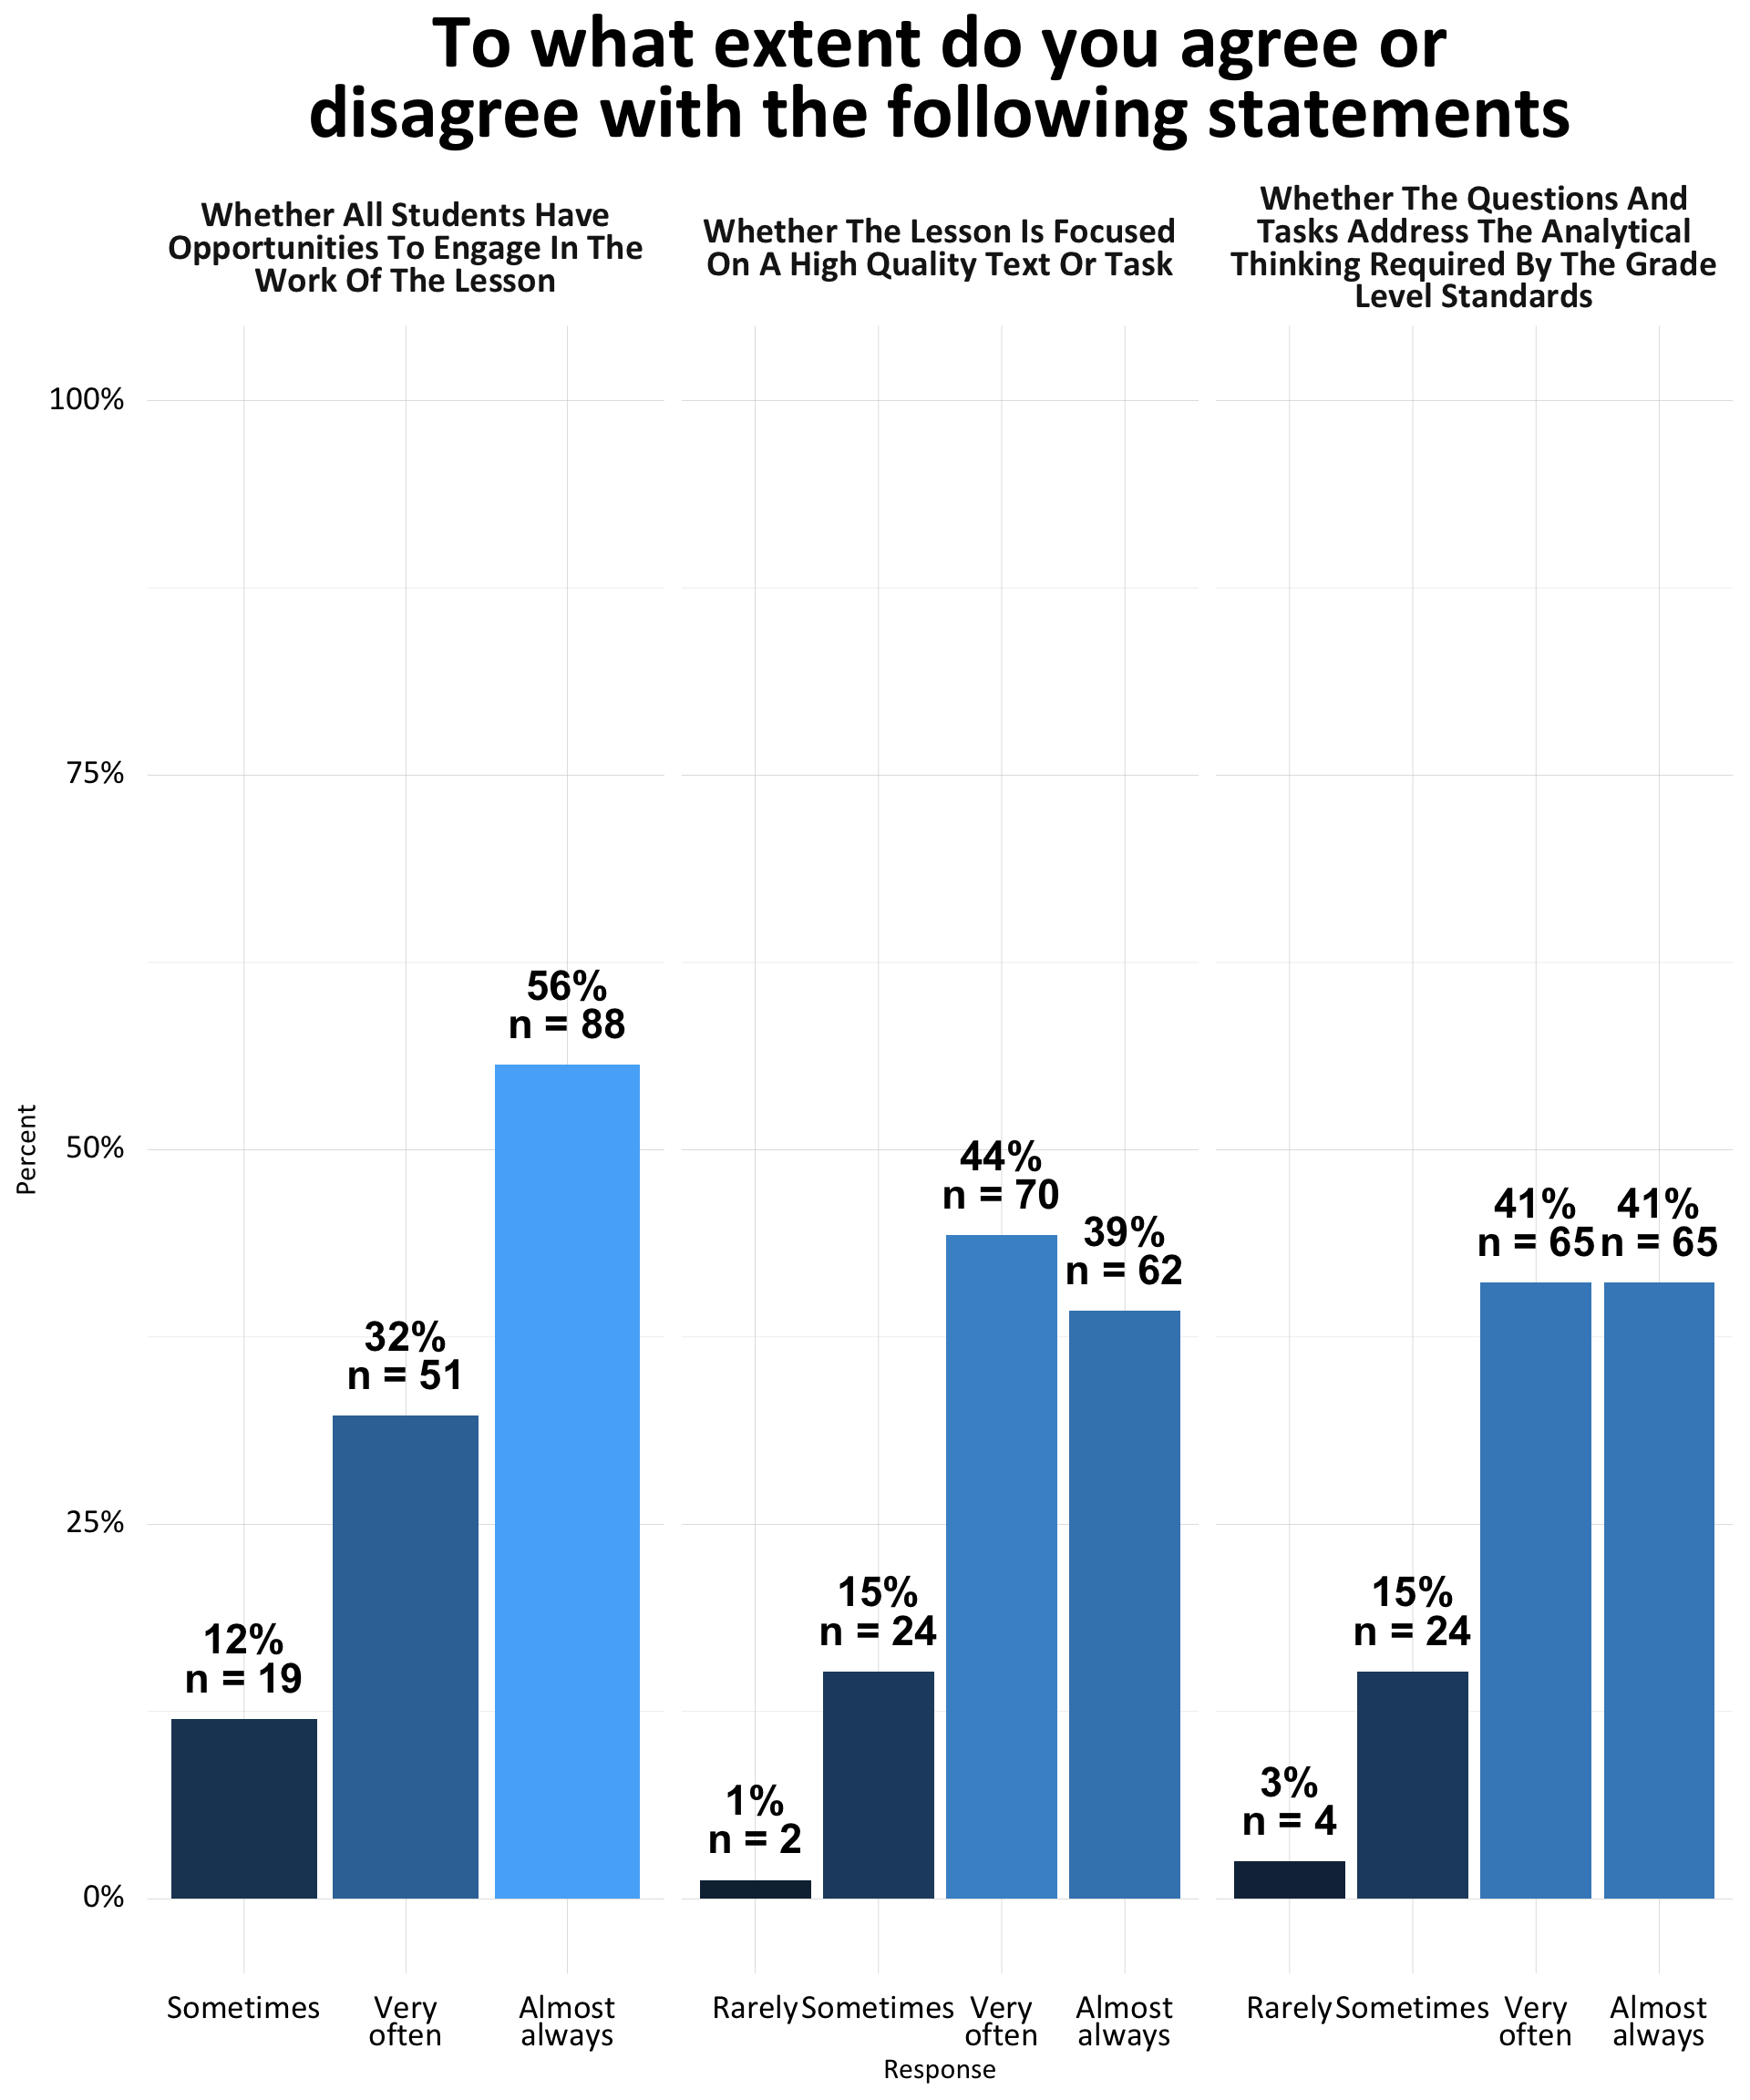 To what extent do you agree or
disagree with the following statements
Whether All Students Have
Opportunities To Engage In The
Work Of The Lesson
Whether The Lesson Is Focused
On A High Quality Text Or Task
Whether The Questions And
Tasks Address The Analytical
Thinking Required By The Grade
Level Standards
100%
75%
50%
25%
0%
Percent
12%
n = 19
32%
n = 51
56%
n = 88
1%
n = 2
15%
n = 24
44%
n = 70
39%
n = 62
3%
n = 4
15%
n = 24
41%
n = 65
41%
n = 65
Sometimes
Very
often
Almost
always
Rarely
Sometimes
Very
often
Almost
always
Rarely
Sometimes
Very
often
Almost
always
Response